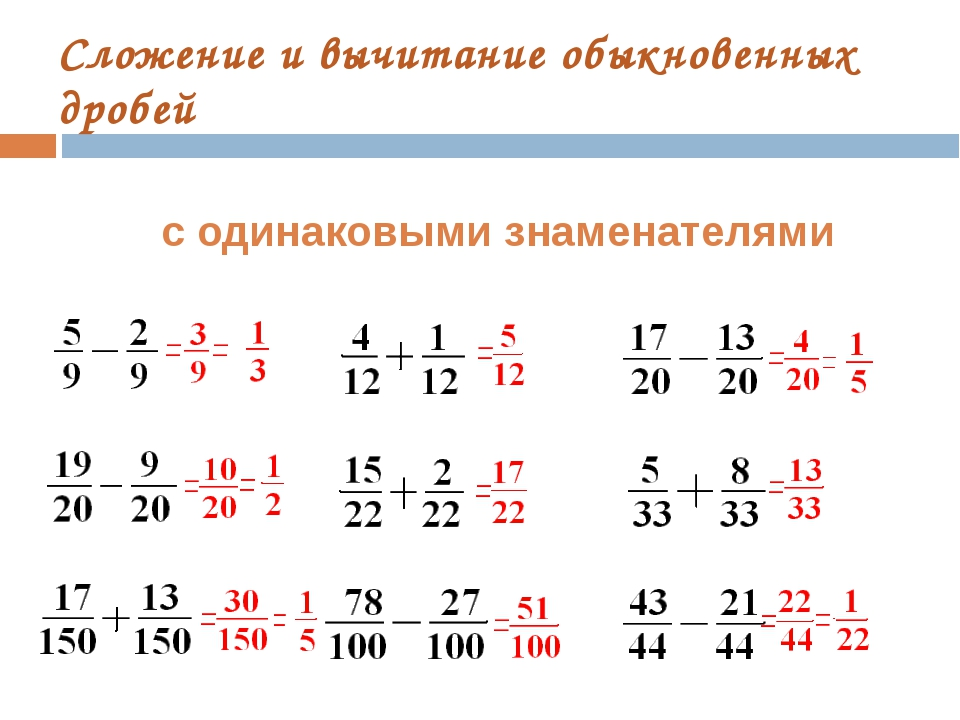 Сложение и вычитание обыкновенных
дробей
с одинаковыми знаменателями
5/9 − 2/9 = 3/9 = 1/3
4/12 + 1/12 = 5/12
17/20 − 13/20 = 4/20 = 1/5
19/20 − 9/20 = 10/20 = 1/2
15/22 + 2/22 = 17/22
5/33 + 8/33 = 13/33
17/150 + 13/150 = 30/150 = 1/5
78/100 − 27/100 = 51/100
43/44 − 21/44 = 22/44 = 1/22